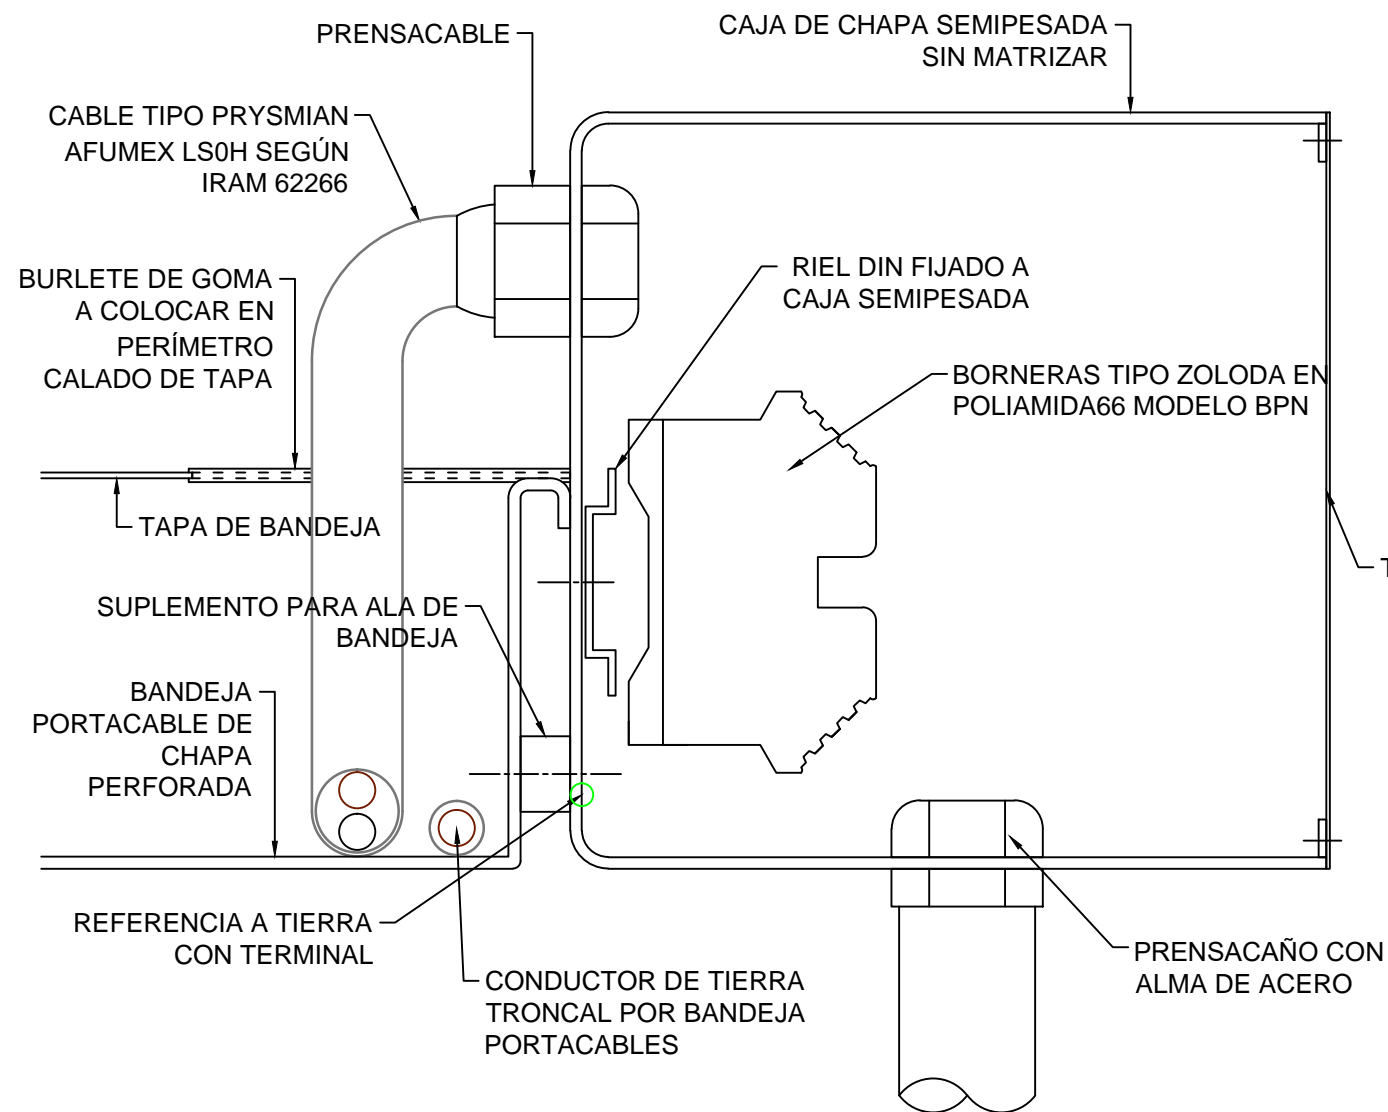 PRENSACABLE
CAJA DE CHAPA SEMIPESADA
SIN MATRIZAR
CABLE TIPO PRYSMIAN
AFUMEX LS0H SEGÚN
IRAM 62266
BURLETE DE GOMA
A COLOCAR EN
PERÍMETRO
CALADO DE TAPA
RIEL DIN FIJADO A
CAJA SEMIPESADA
BORNERAS TIPO ZOLODA EN
POLIAMIDA66 MODELO BPN
TAPA DE BANDEJA
SUPLEMENTO PARA ALA DE
BANDEJA
BANDEJA
PORTACABLE DE
CHAPA
PERFORADA
REFERENCIA A TIERRA
CON TERMINAL
CONDUCTOR DE TIERRA
TRONCAL POR BANDEJA
PORTACABLES
PRENSACAÑO CON
ALMA DE ACERO